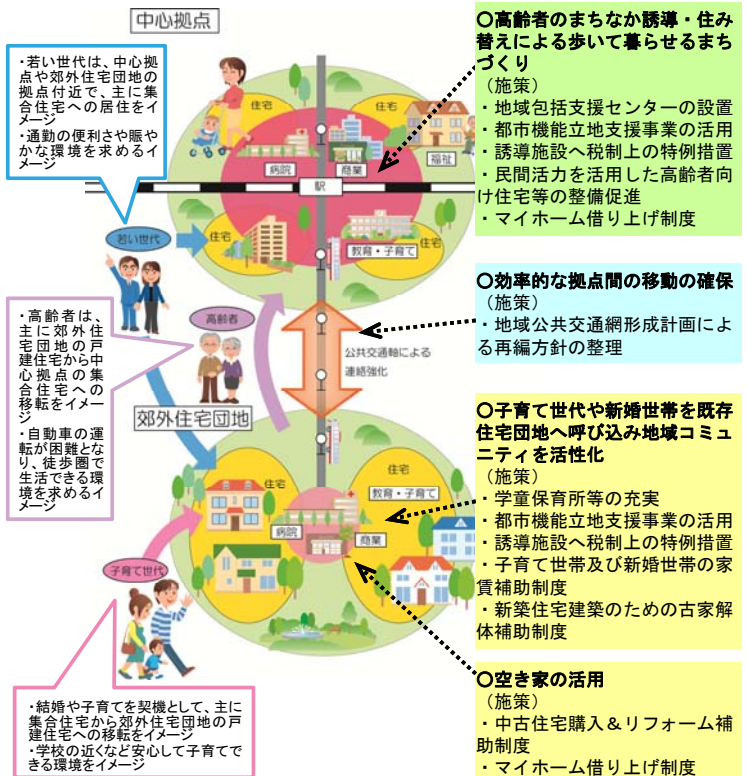 中心拠点
・若い世代は、中心拠
点や郊外住宅団地の
拠点付近で、主に集
合住宅への居住をイ
メージ
・通勤の便利さや賑や
かな環境を求めるイ
メージ
住宅
住宅
病院
商業
福祉
駅
若い世代
住宅
教育・子育て
住宅
・高齢者は、
主に郊外住
宅団地の戸
建住宅から中
心拠点の集
合住宅への
移転をイメー
ジ
・自動車の運
転が困難とな
り、徒歩圏で
生活できる環
境を求めるイ
メージ
高齢者
公共交通軸による
連絡強化
郊外住宅団地
住宅
住宅
教育・子育て
病院
商業
子育て世代
・結婚や子育てを契機として、主に
集合住宅から郊外住宅団地の戸
建住宅への移転をイメージ
・学校の近くなど安心して子育てで
きる環境をイメージ
〇高齢者のまちなか誘導・住み
替えによる歩いて暮らせるまち
づくり
（施策）
・地域包括支援センターの設置
・都市機能立地支援事業の活用
・誘導施設へ税制上の特例措置
・民間活力を活用した高齢者向
け住宅等の整備促進
・マイホーム借り上げ制度
〇効率的な拠点間の移動の確保
（施策）
・地域公共交通網形成計画によ
る再編方針の整理
〇子育て世代や新婚世帯を既存
住宅団地へ呼び込み地域コミュ
ニティを活性化
（施策）
・学童保育所等の充実
・都市機能立地支援事業の活用
・誘導施設へ税制上の特例措置
・子育て世帯及び新婚世帯の家
賃補助制度
・新築住宅建築のための古家解
体補助制度
〇空き家の活用
（施策）
・中古住宅購入＆リフォーム補
助制度
・マイホーム借り上げ制度